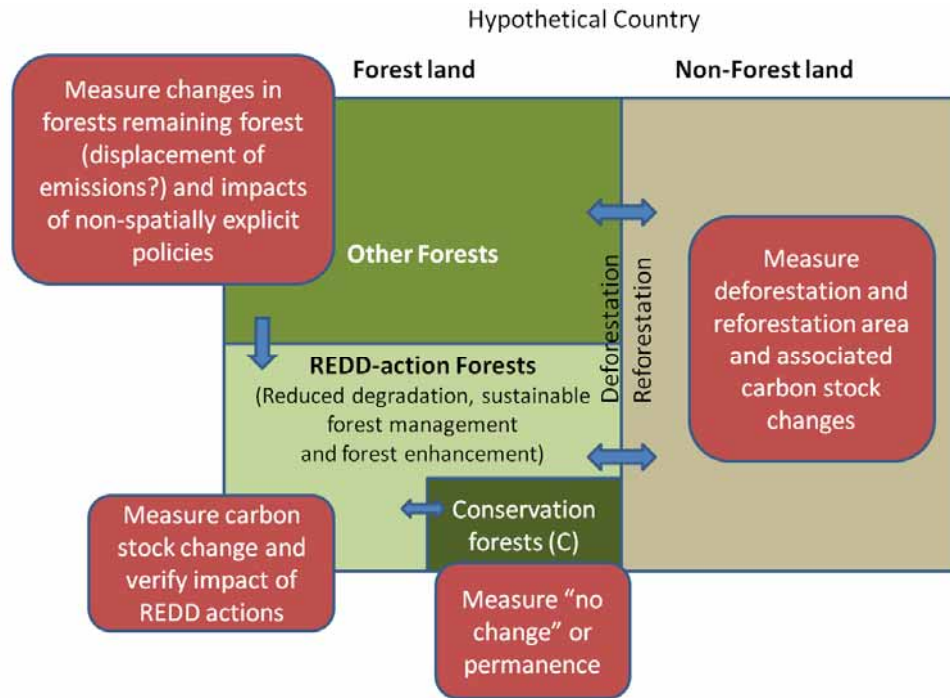 Hypothetical Country
Forest land
Non-Forest land
Measure changes in
forests remaining forest
(displacement of
emissions?) and impacts
of non-spatially explicit
policies
Other Forests
Deforestation
Reforestation
Measure
deforestation and
reforestation area
and associated
carbon stock
changes
REDD-action Forests
(Reduced degradation, sustainable
forest management
and forest enhancement)
Measure carbon
stock change and
verify impact of
REDD actions
Conservation
forests (C)
Measure “no
change” or
permanence